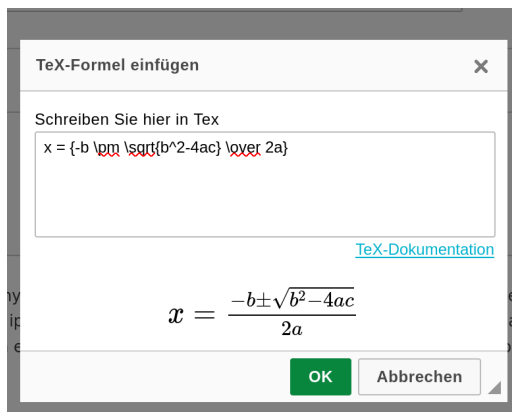 TeX-Formel einfügen ×
Schreiben Sie hier in Tex
x = {-b \pm \sqrt{b^2-4ac} \over 2a}
TeX-Dokumentation
x = −b±√b²−4ac / 2a
OK Abbrechen